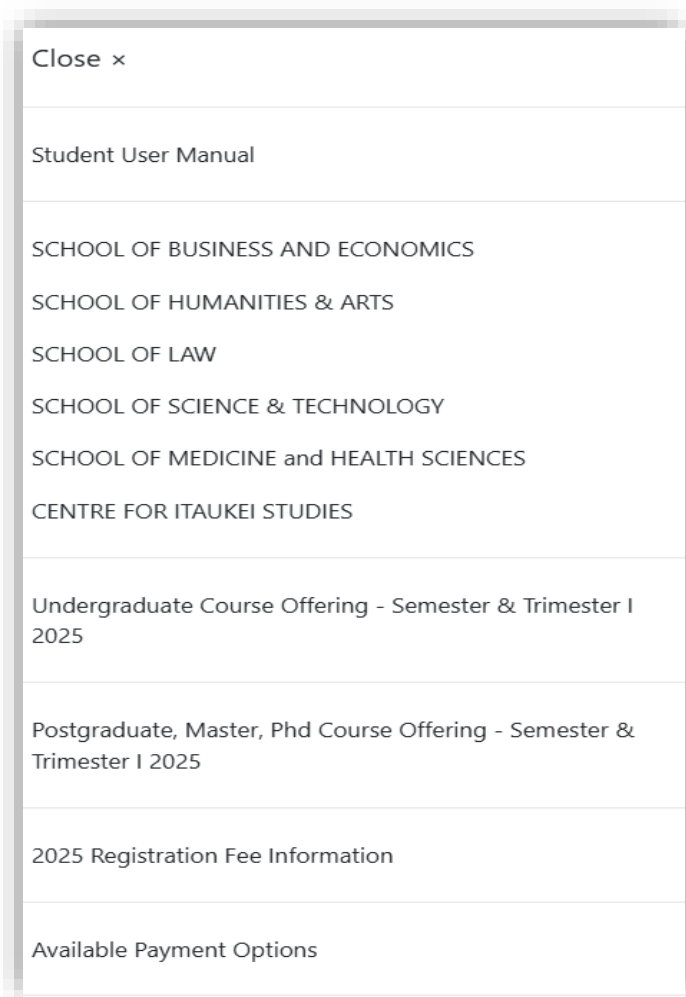 Close ×
Student User Manual
SCHOOL OF BUSINESS AND ECONOMICS
SCHOOL OF HUMANITIES & ARTS
SCHOOL OF LAW
SCHOOL OF SCIENCE & TECHNOLOGY
SCHOOL OF MEDICINE and HEALTH SCIENCES
CENTRE FOR ITAUKEI STUDIES
Undergraduate Course Offering - Semester & Trimester I
2025
Postgraduate, Master, Phd Course Offering - Semester &
Trimester I 2025
2025 Registration Fee Information
Available Payment Options